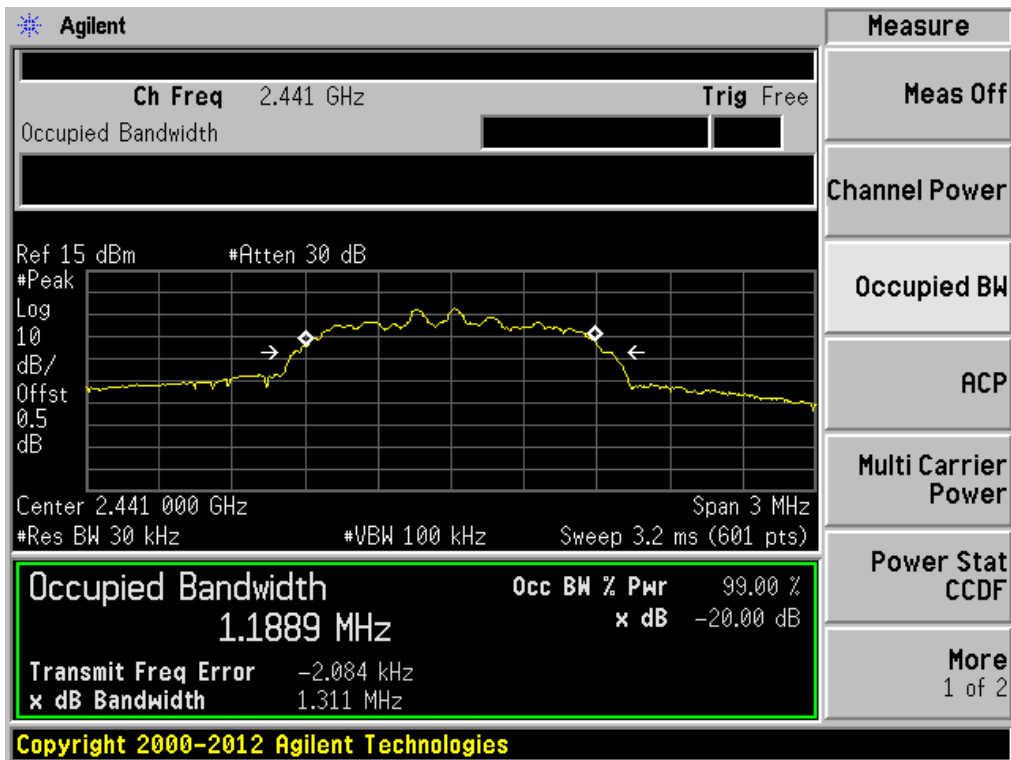 Agilent
Measure
Ch Freq 2.441 GHz Trig Free
Occupied Bandwidth
Ref 15 dBm #Atten 30 dB
#Peak
Log
10
dB/
Offst
0.5
dB
Center 2.441 000 GHz Span 3 MHz
#Res BW 30 kHz #VBW 100 kHz Sweep 3.2 ms (601 pts)
Occupied Bandwidth Occ BW % Pwr 99.00 %
1.1889 MHz x dB -20.00 dB
Transmit Freq Error -2.084 kHz
x dB Bandwidth 1.311 MHz
Copyright 2000-2012 Agilent Technologies
Meas Off
Channel Power
Occupied BW
ACP
Multi Carrier
Power
Power Stat
CCDF
More
1 of 2